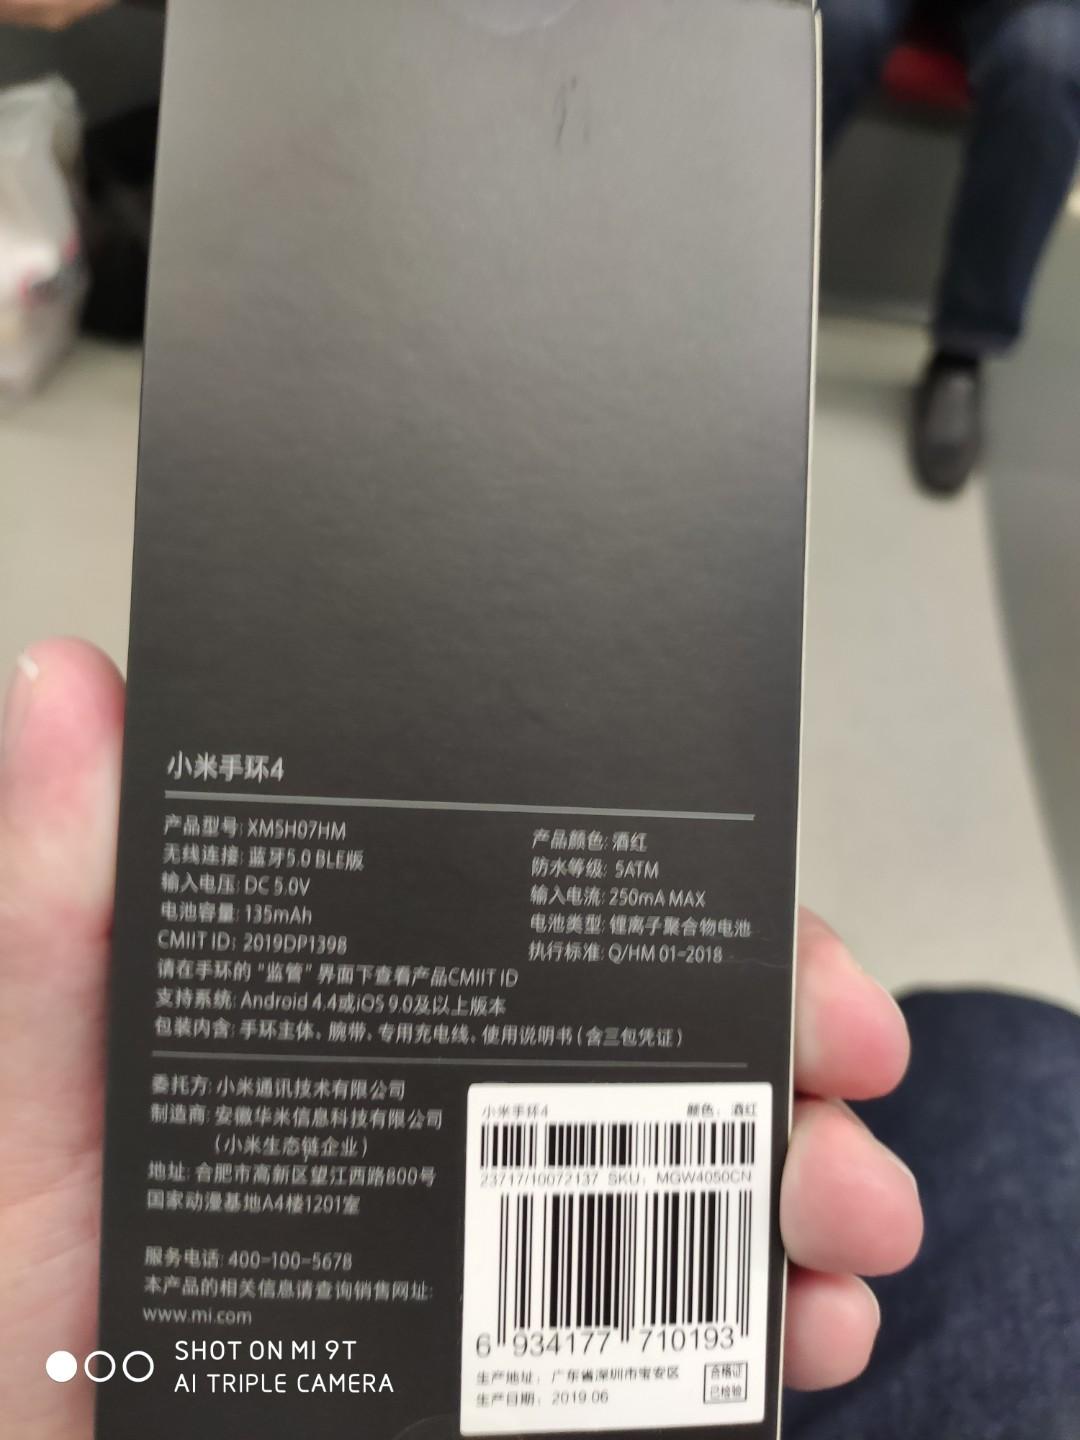 小米手环4
产品型号: XMSH07HM
无线连接: 蓝牙5.0 BLE版
输入电压: DC 5.0V
电池容量: 135mAh
CMIIT ID: 2019DP1398
产品颜色: 酒红
防水等级: 5ATM
输入电流: 250mA MAX
电池类型: 锂离子聚合物电池
执行标准: Q/HM 01-2018
请在手环的“监管”界面下查看产品CMIIT ID
支持系统: Android 4.4或iOS 9.0及以上版本
包装内含: 手环主体、腕带、专用充电线、使用说明书(含三包凭证)
委托方: 小米通讯技术有限公司
制造商: 安徽华米信息科技有限公司
(小米生态链企业)
地址: 合肥市高新区望江西路800号
国家动漫基地A4楼1201室
服务电话: 400-100-5678
本产品的相关信息请查询销售网址:
www.mi.com
小米手环4 颜色: 酒红
23717/10072137 SKU: MGW4050CN
6 934177 710193
生产地址: 广东省深圳市宝安区
生产日期: 2019.06
合格证
已检验
SHOT ON MI 9T
AI TRIPLE CAMERA